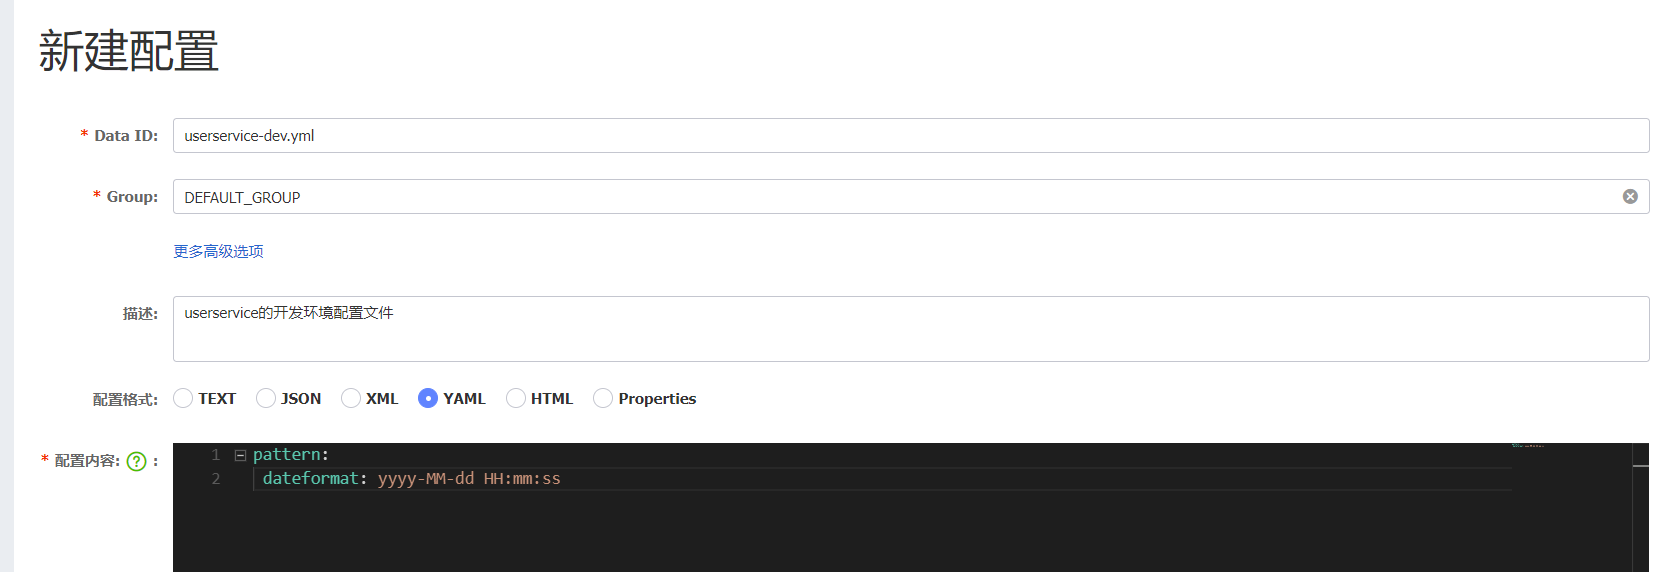 新建配置
* Data ID: userservice-dev.yml
* Group: DEFAULT_GROUP
更多高级选项
描述: userservice的开发环境配置文件
配置格式: TEXT JSON XML YAML HTML Properties
* 配置内容: ? :
1 pattern:
2 dateformat: yyyy-MM-dd HH:mm:ss